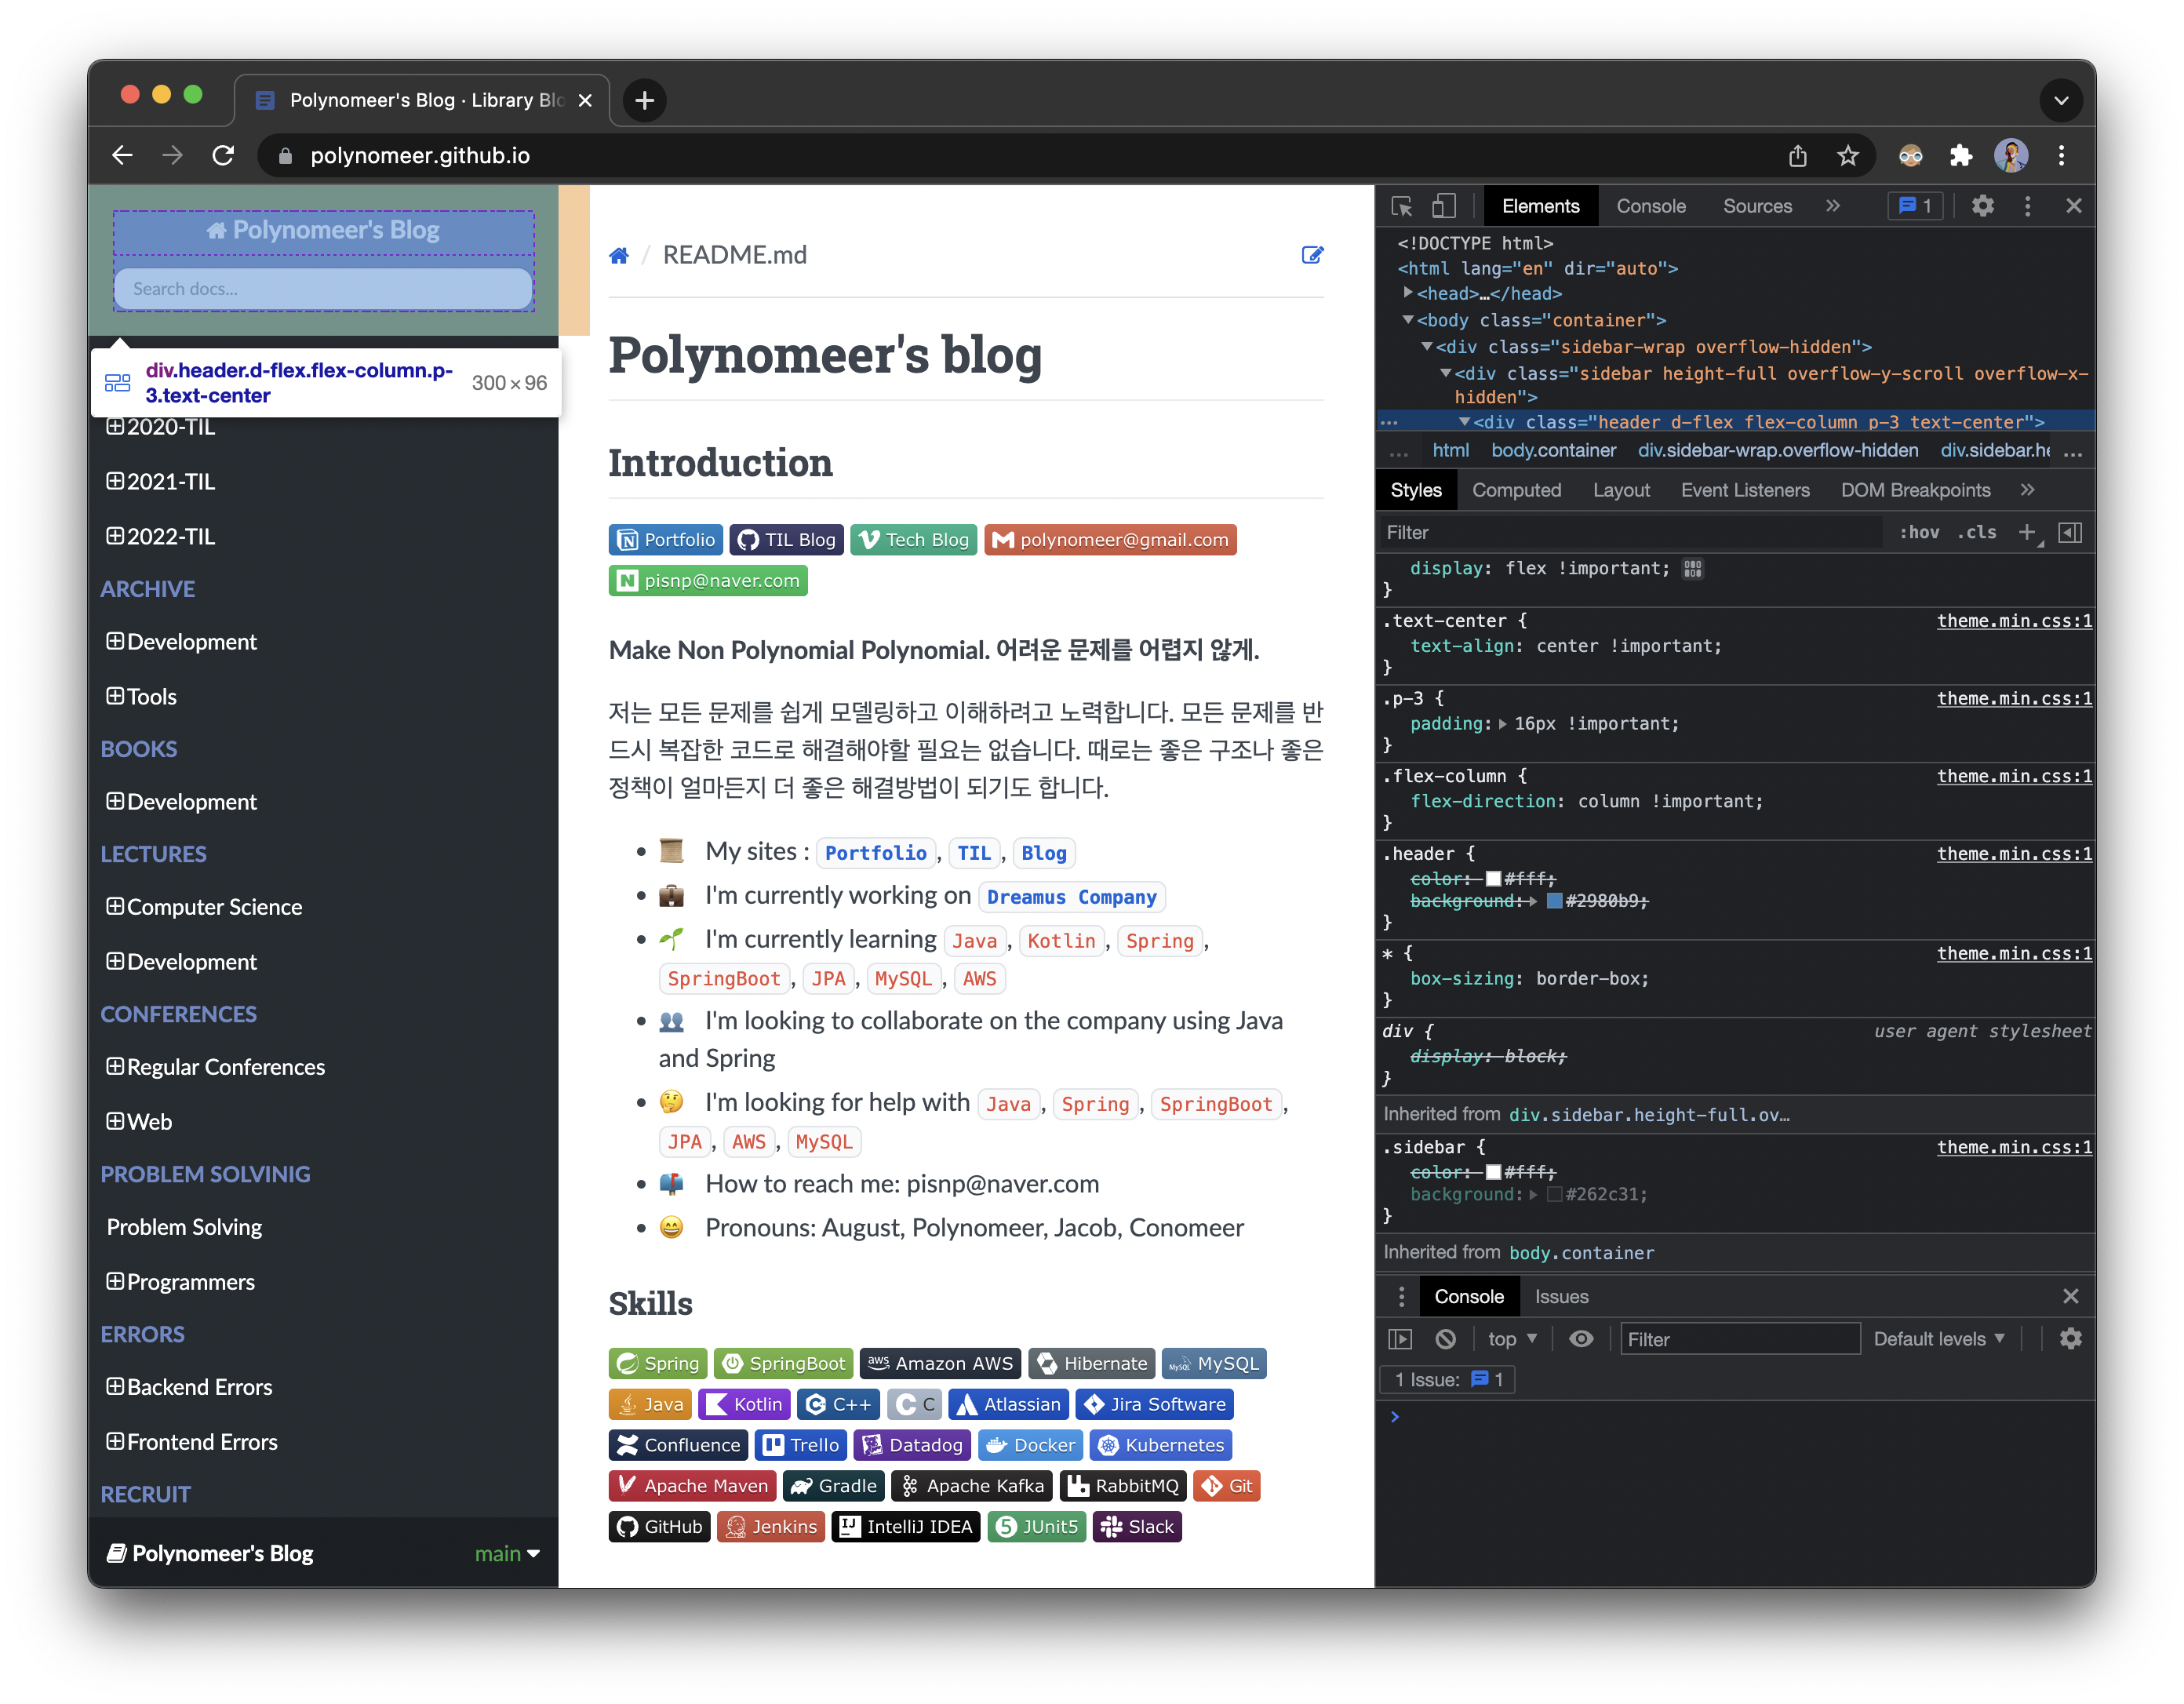 Polynomeer's Blog · Library Blo
polynomeer.github.io
Polynomeer's Blog
Search docs...
div.header.d-flex.flex-column.p-
3.text-center
300 × 96
2020-TIL
2021-TIL
2022-TIL
ARCHIVE
Development
Tools
BOOKS
Development
LECTURES
Computer Science
Development
CONFERENCES
Regular Conferences
Web
PROBLEM SOLVINIG
Problem Solving
Programmers
ERRORS
Backend Errors
Frontend Errors
RECRUIT
Polynomeer's Blog main
/ README.md
Polynomeer's blog
Introduction
Portfolio TIL Blog Tech Blog polynomeer@gmail.com
pisnp@naver.com
Make Non Polynomial Polynomial. 어려운 문제를 어렵지 않게.
저는 모든 문제를 쉽게 모델링하고 이해하려고 노력합니다. 모든 문제를 반
드시 복잡한 코드로 해결해야할 필요는 없습니다. 때로는 좋은 구조나 좋은
정책이 얼마든지 더 좋은 해결방법이 되기도 합니다.
• My sites : Portfolio, TIL, Blog
• I'm currently working on Dreamus Company
• I'm currently learning Java, Kotlin, Spring,
SpringBoot, JPA, MySQL, AWS
• I'm looking to collaborate on the company using Java
and Spring
• I'm looking for help with Java, Spring, SpringBoot,
JPA, AWS, MySQL
• How to reach me: pisnp@naver.com
• Pronouns: August, Polynomeer, Jacob, Conomeer
Skills
Spring SpringBoot aws Amazon AWS Hibernate MySQL MySQL
Java Kotlin C++ C Atlassian Jira Software
Confluence Trello Datadog Docker Kubernetes
Apache Maven Gradle Apache Kafka RabbitMQ Git
GitHub Jenkins IntelliJ IDEA JUnit5 Slack
Elements Console Sources » 1
<!DOCTYPE html>
<html lang="en" dir="auto">
<head>…</head>
<body class="container">
<div class="sidebar-wrap overflow-hidden">
<div class="sidebar height-full overflow-y-scroll overflow-x-
hidden">
<div class="header d-flex flex-column p-3 text-center">
… html body.container div.sidebar-wrap.overflow-hidden div.sidebar.he …
Styles Computed Layout Event Listeners DOM Breakpoints »
Filter :hov .cls +
display: flex !important;
}
.text-center { theme.min.css:1
text-align: center !important;
}
.p-3 { theme.min.css:1
padding: 16px !important;
}
.flex-column { theme.min.css:1
flex-direction: column !important;
}
.header { theme.min.css:1
color: #fff;
background: #2980b9;
}
* { theme.min.css:1
box-sizing: border-box;
}
div { user agent stylesheet
display: block;
}
Inherited from div.sidebar.height-full.ov…
.sidebar { theme.min.css:1
color: #fff;
background: #262c31;
}
Inherited from body.container
Console Issues
top Filter Default levels
1 Issue: 1
>